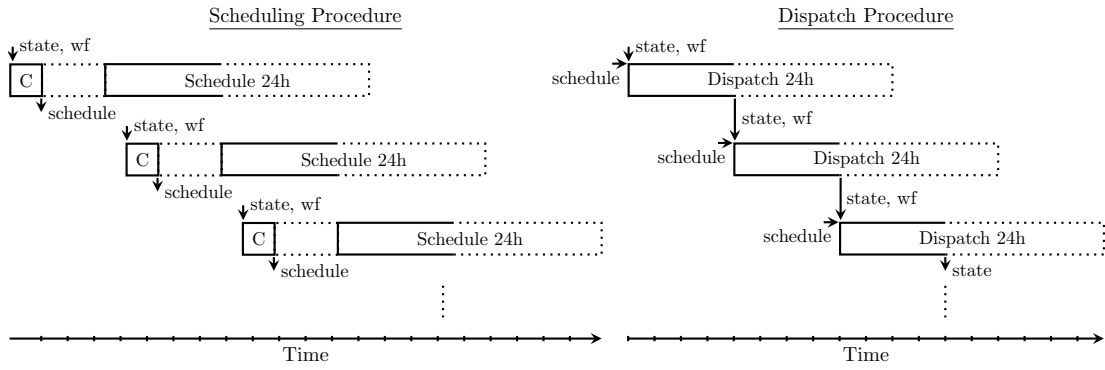 Scheduling Procedure
state, wf
C
Schedule 24h
schedule
state, wf
C
Schedule 24h
schedule
state, wf
C
Schedule 24h
schedule
Time
Dispatch Procedure
state, wf
schedule
Dispatch 24h
state, wf
schedule
Dispatch 24h
state, wf
schedule
Dispatch 24h
state
Time